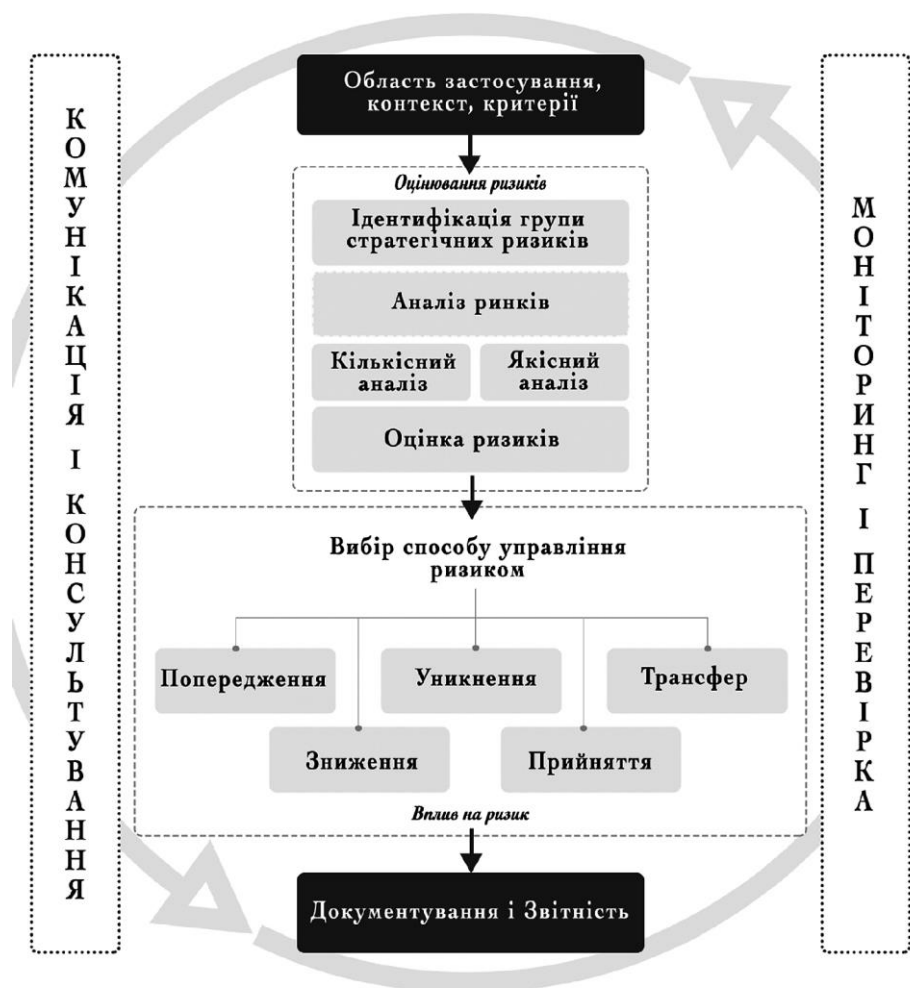 КОМУНІКАЦІЯ І КОНСУЛЬТУВАННЯ
Область застосування,
контекст, критерії
Оцінювання ризиків
Ідентифікація групи
стратегічних ризиків
Аналіз ринків
Кількісний
аналіз
Якісний
аналіз
Оцінка ризиків
Вибір способу управління
ризиком
Попередження
Уникнення
Трансфер
Зниження
Прийняття
Вплив на ризик
Документування і Звітність
МОНІТОРИНГ І ПЕРЕВІРКА